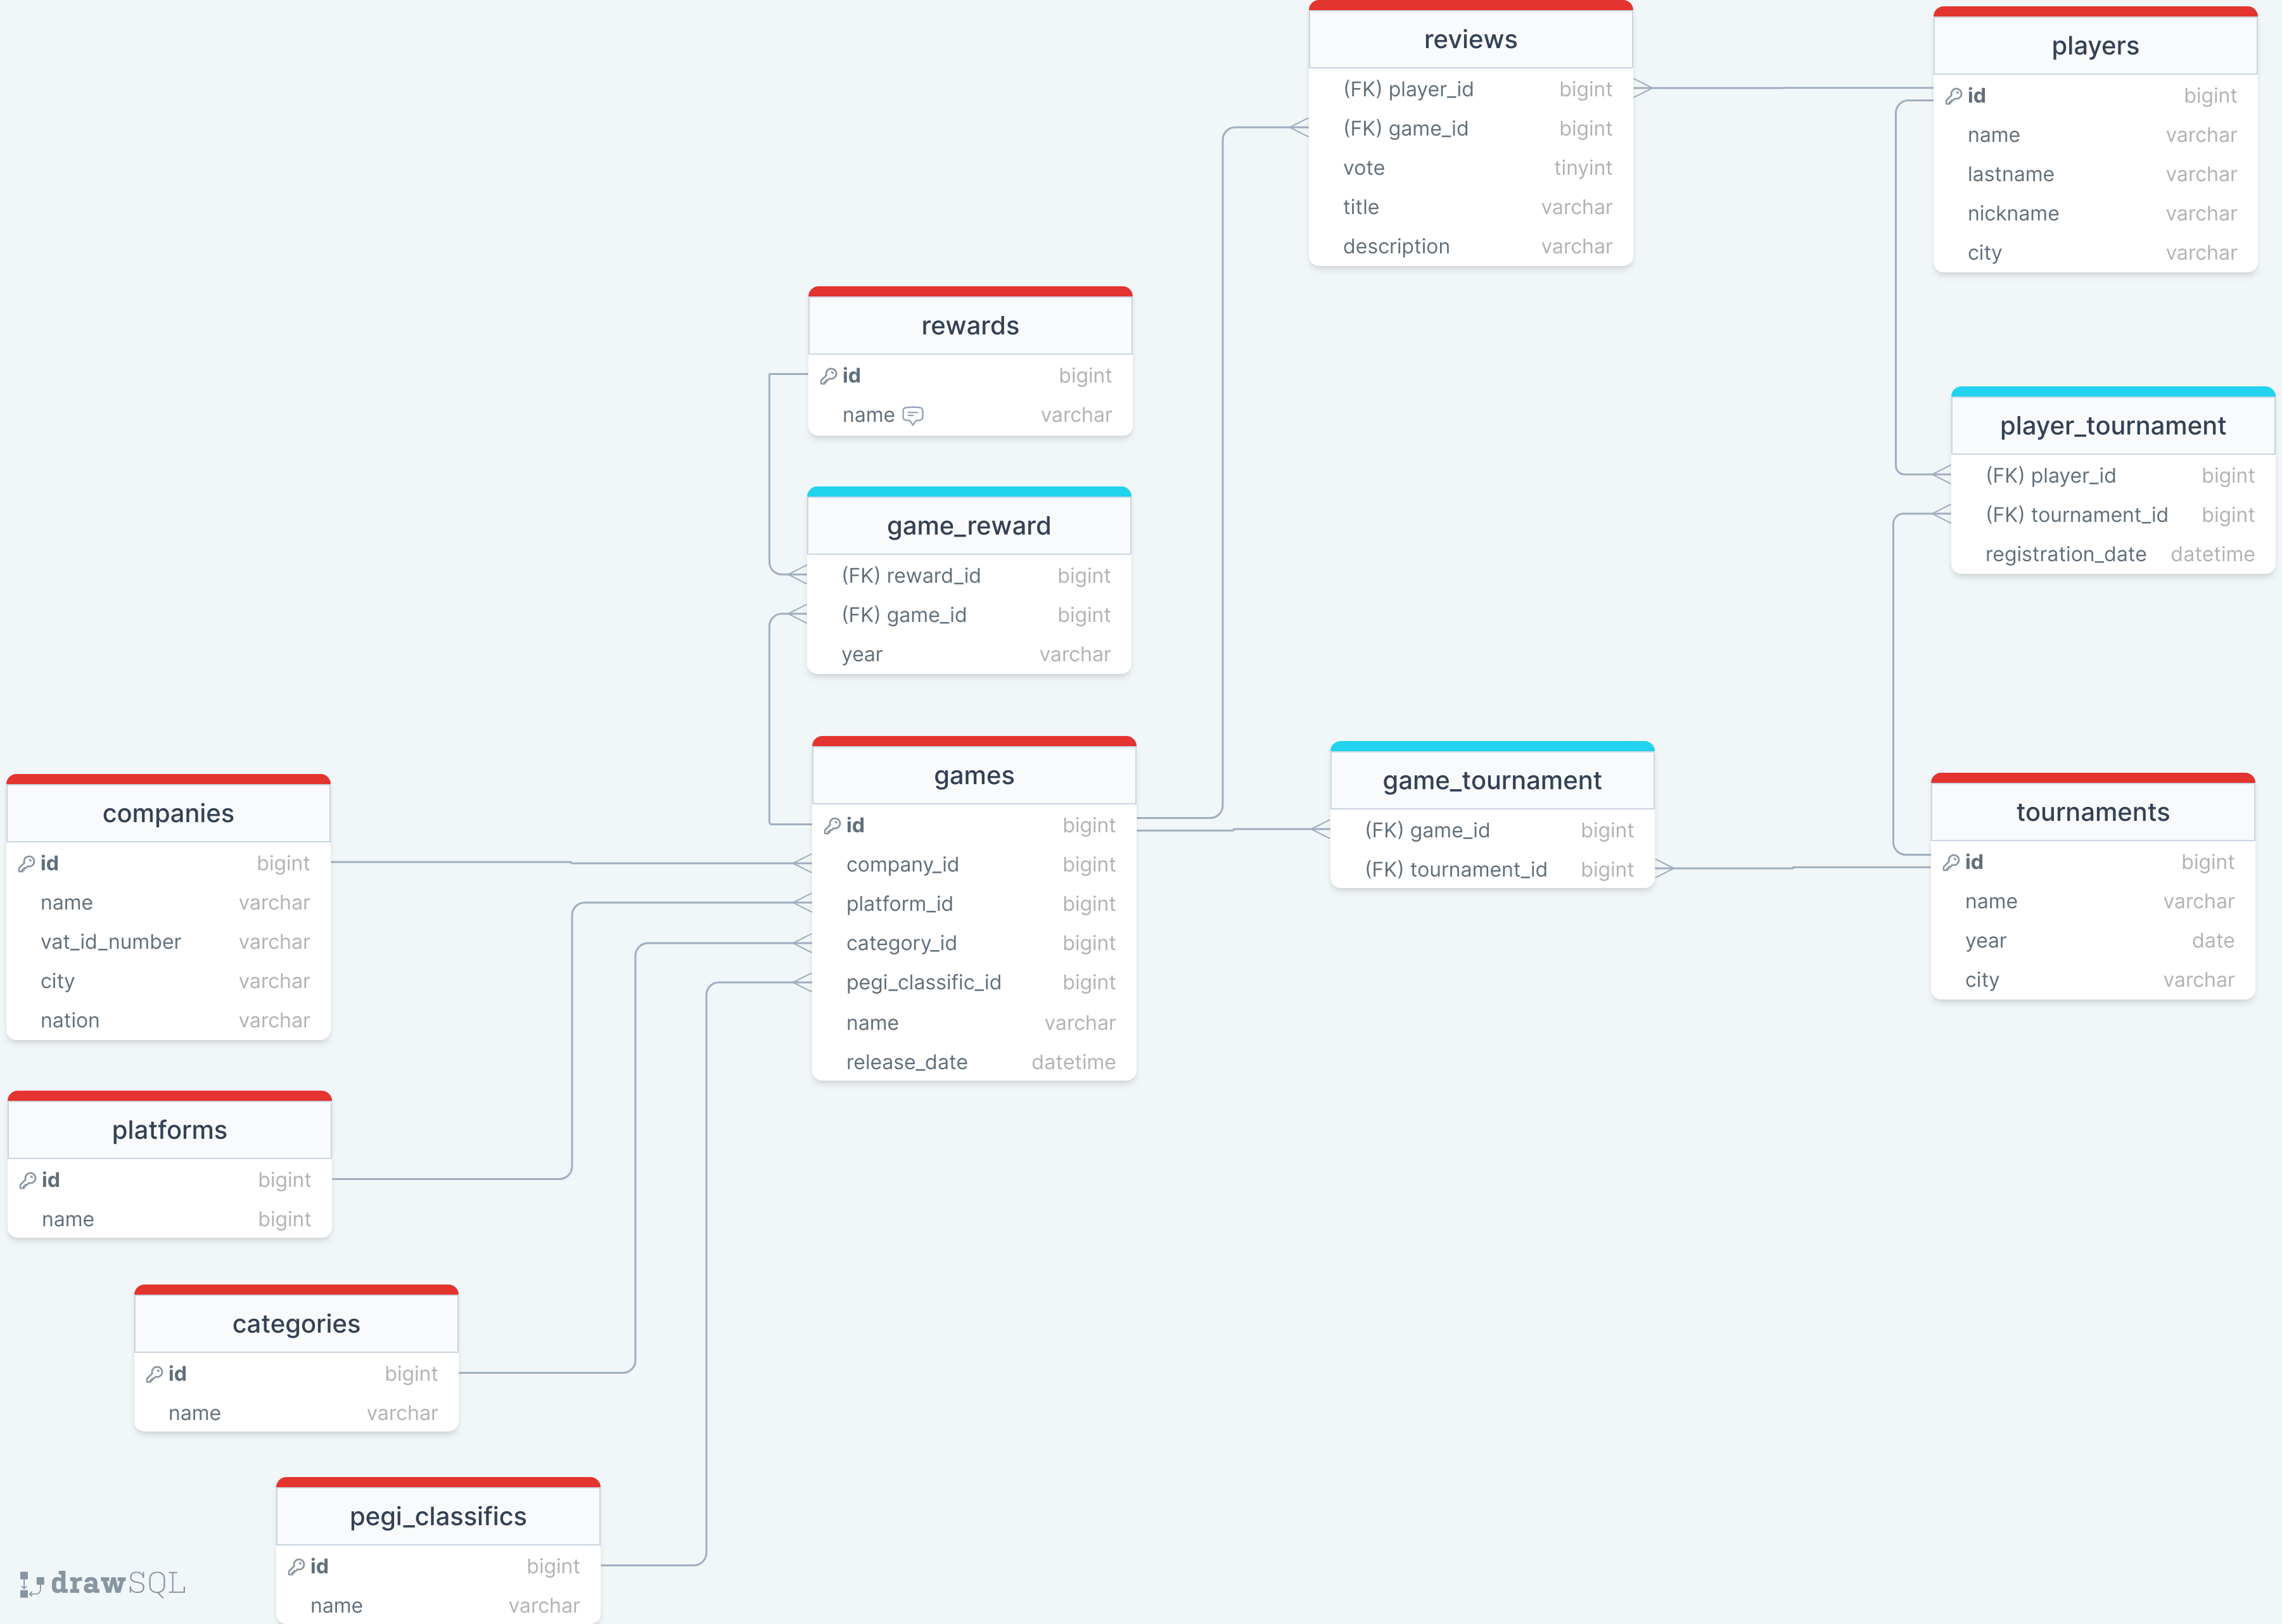 reviews
(FK) player_id bigint
(FK) game_id bigint
vote tinyint
title varchar
description varchar
players
id bigint
name varchar
lastname varchar
nickname varchar
city varchar
rewards
id bigint
name varchar
player_tournament
(FK) player_id bigint
(FK) tournament_id bigint
registration_date datetime
game_reward
(FK) reward_id bigint
(FK) game_id bigint
year varchar
games
id bigint
company_id bigint
platform_id bigint
category_id bigint
pegi_classific_id bigint
name varchar
release_date datetime
game_tournament
(FK) game_id bigint
(FK) tournament_id bigint
tournaments
id bigint
name varchar
year date
city varchar
companies
id bigint
name varchar
vat_id_number varchar
city varchar
nation varchar
platforms
id bigint
name bigint
categories
id bigint
name varchar
pegi_classifics
id bigint
name varchar
drawSQL